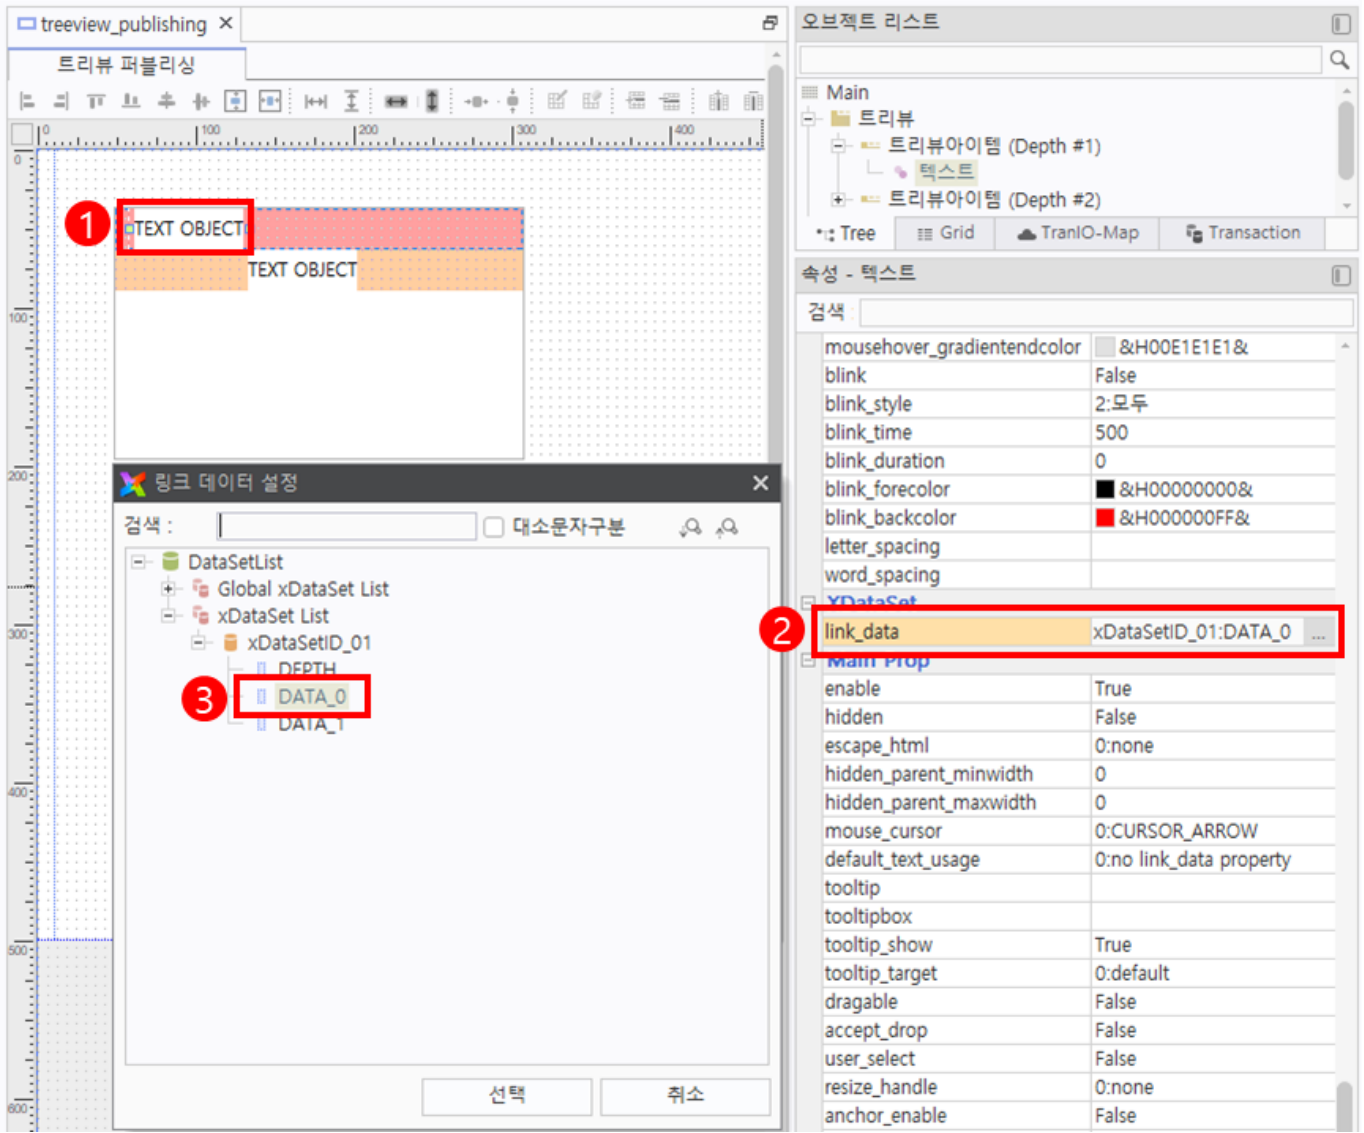 treeview_publishing ×
트리뷰 퍼블리싱
0 100 200 300 400
0
100
200
300
400
500
600
1
TEXT OBJECT
TEXT OBJECT
링크 데이터 설정
검색 :
대소문자구분
DataSetList
Global xDataSet List
xDataSet List
xDataSetID_01
DEPTH
3
DATA_0
DATA_1
선택 취소
오브젝트 리스트
Main
트리뷰
트리뷰아이템 (Depth #1)
텍스트
트리뷰아이템 (Depth #2)
Tree Grid TranIO-Map Transaction
속성 - 텍스트
검색
mousehover_gradientendcolor &H00E1E1E1&
blink False
blink_style 2:모두
blink_time 500
blink_duration 0
blink_forecolor &H00000000&
blink_backcolor &H000000FF&
letter_spacing
word_spacing
XDataSet
2
link_data xDataSetID_01:DATA_0 ...
Main Prop
enable True
hidden False
escape_html 0:none
hidden_parent_minwidth 0
hidden_parent_maxwidth 0
mouse_cursor 0:CURSOR_ARROW
default_text_usage 0:no link_data property
tooltip
tooltipbox
tooltip_show True
tooltip_target 0:default
dragable False
accept_drop False
user_select False
resize_handle 0:none
anchor_enable False